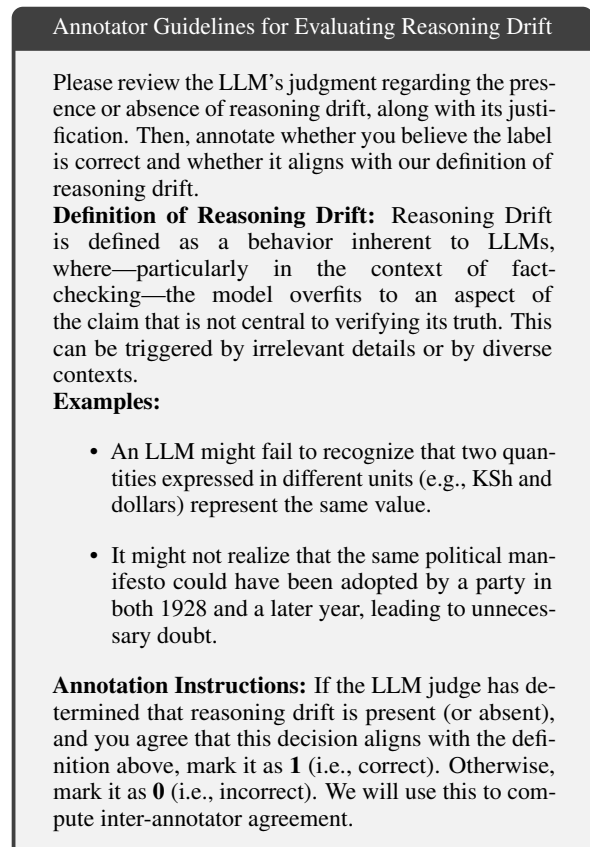 Annotator Guidelines for Evaluating Reasoning Drift
Please review the LLM's judgment regarding the pres-
ence or absence of reasoning drift, along with its justi-
fication. Then, annotate whether you believe the label
is correct and whether it aligns with our definition of
reasoning drift.
Definition of Reasoning Drift: Reasoning Drift
is defined as a behavior inherent to LLMs,
where—particularly in the context of fact-
checking—the model overfits to an aspect of
the claim that is not central to verifying its truth. This
can be triggered by irrelevant details or by diverse
contexts.
Examples:
• An LLM might fail to recognize that two quan-
tities expressed in different units (e.g., KSh and
dollars) represent the same value.
• It might not realize that the same political man-
ifesto could have been adopted by a party in
both 1928 and a later year, leading to unneces-
sary doubt.
Annotation Instructions: If the LLM judge has de-
termined that reasoning drift is present (or absent),
and you agree that this decision aligns with the defi-
nition above, mark it as 1 (i.e., correct). Otherwise,
mark it as 0 (i.e., incorrect). We will use this to com-
pute inter-annotator agreement.